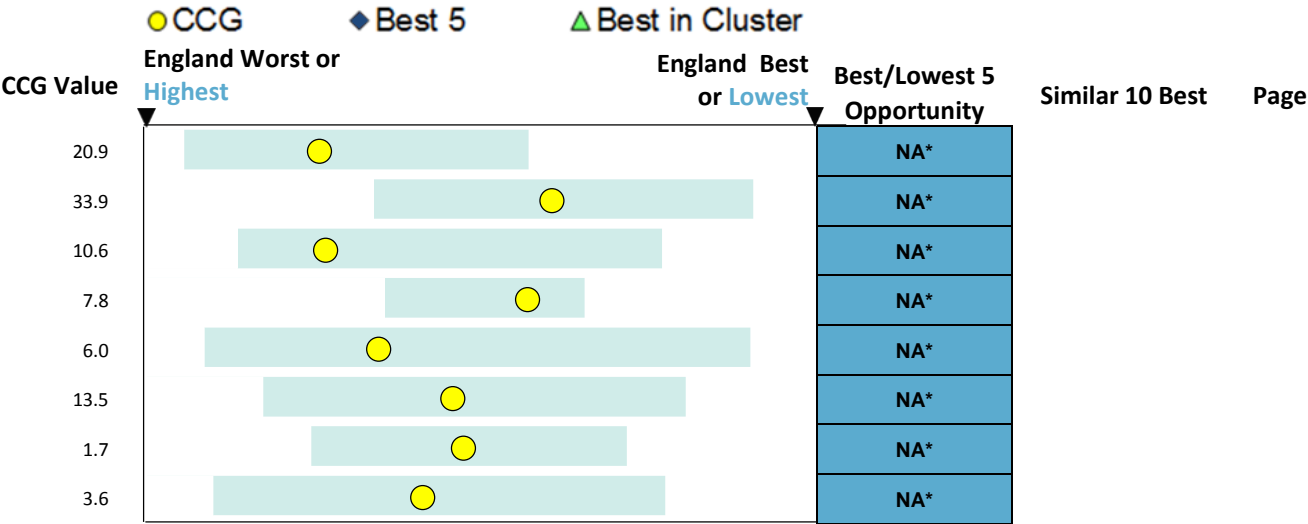 CCG Best 5 Best in Cluster
CCG Value England Worst or Highest England Best or Lowest Best/Lowest 5 Opportunity Similar 10 Best Page
20.9 NA*
33.9 NA*
10.6 NA*
7.8 NA*
6.0 NA*
13.5 NA*
1.7 NA*
3.6 NA*